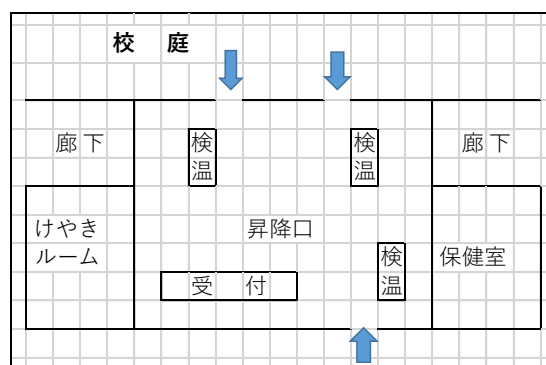 校 庭
廊 下
検
温
検
温
廊 下
けやき
ルーム
昇降口
検
温
保健室
受 付